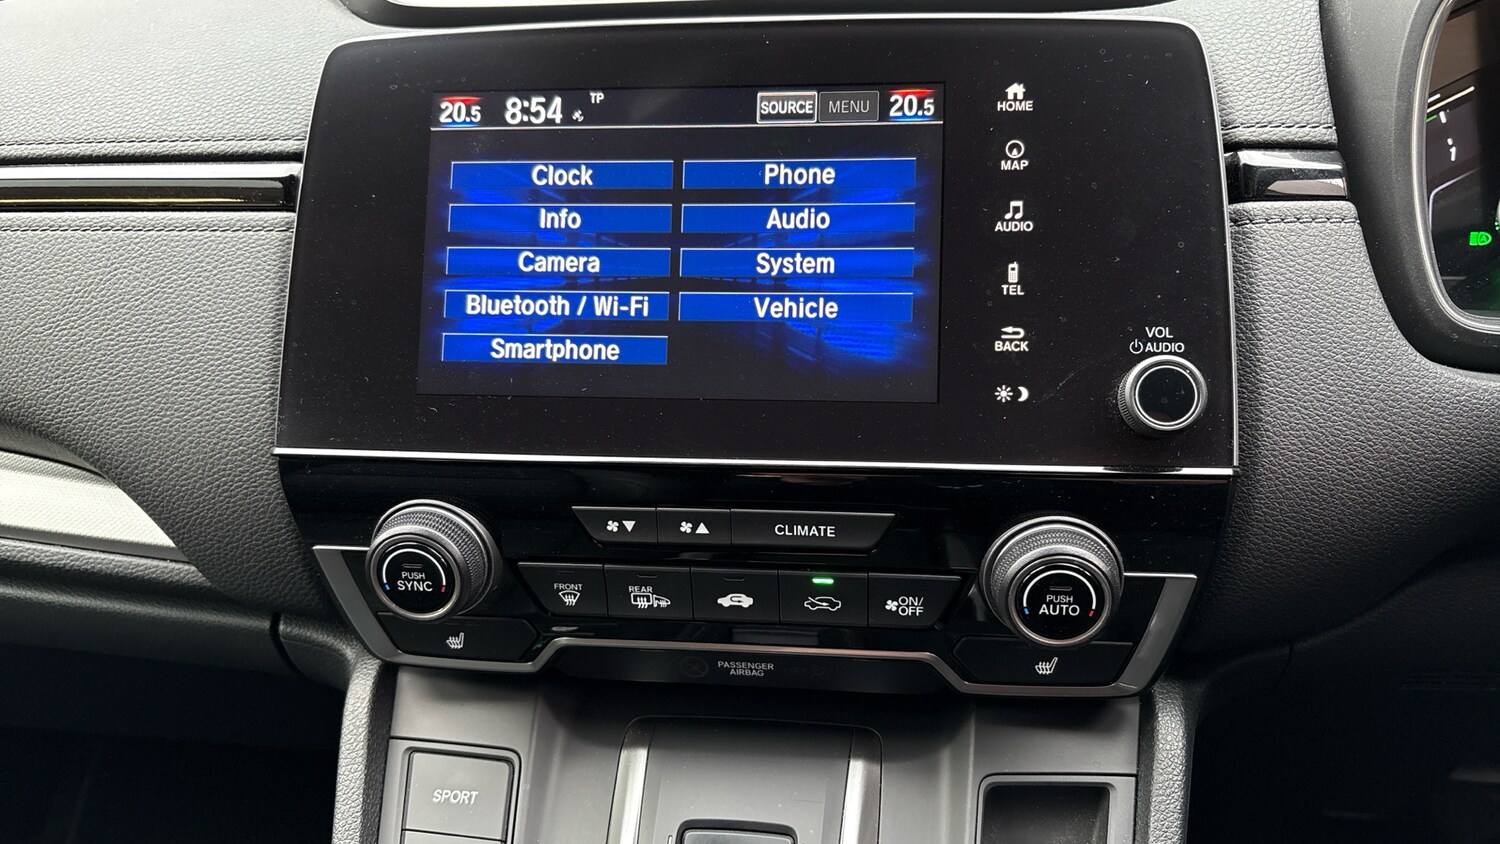 20.5 8:54 TP SOURCE MENU 20.5
Clock Phone
Info Audio
Camera System
Bluetooth / Wi-Fi Vehicle
Smartphone
HOME
MAP
AUDIO
TEL
BACK
VOL
AUDIO
CLIMATE
PUSH
SYNC
FRONT
REAR
ON/
OFF
PUSH
AUTO
PASSENGER
AIRBAG
SPORT